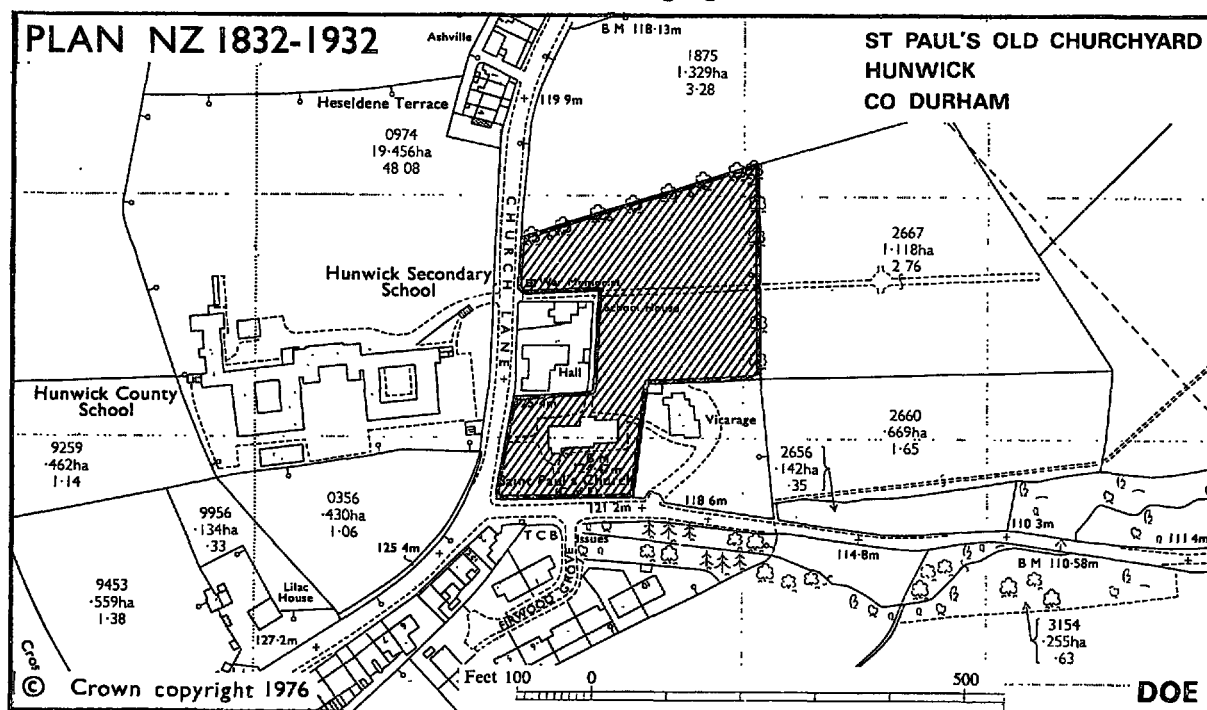 PLAN NZ 1832-1932
ST PAUL'S OLD CHURCHYARD
HUNWICK
CO DURHAM
Ashville
B M 118·13m
1875
1·329ha
3·28
Heseldene Terrace
119 9m
0974
19·456ha
48 08
CHURCH LANE
2667
1·118ha
2 76
Hunwick Secondary
School
War Memorial
School House
Hall
Hunwick County
School
Vicarage
9259
·462ha
1·14
2660
·669ha
1·65
2656
·142ha
·35
B M
Saint Paul's Church
9956
·134ha
·33
0356
·430ha
1·06
118 6m
121 2m
110 3m
111 4m
125 4m
T C B
Issues
114·8m
B M 110·58m
9453
·559ha
1·38
Lilac
House
FIRWOOD GROVE
127·2m
3154
·255ha
·63
Feet 100 0 500
© Crown copyright 1976
DOE